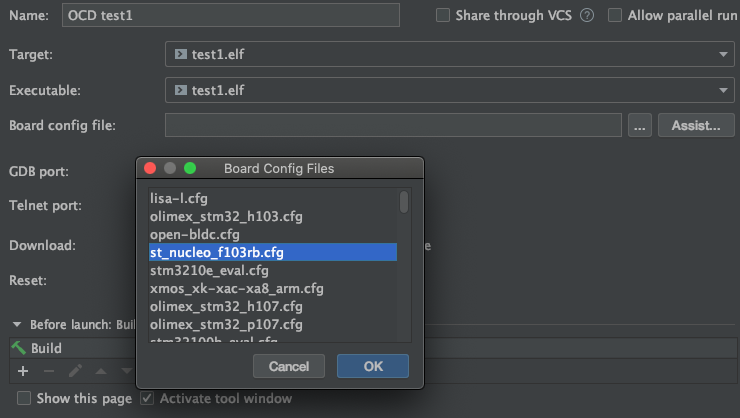 Name: OCD test1 Share through VCS ? Allow parallel run
Target: test1.elf
Executable: test1.elf
Board config file: ... Assist...
Board Config Files
GDB port:
Telnet port:
Download:
Reset:
lisa-l.cfg
olimex_stm32_h103.cfg
open-bldc.cfg
st_nucleo_f103rb.cfg
stm3210e_eval.cfg
xmos_xk-xac-xa8_arm.cfg
olimex_stm32_h107.cfg
olimex_stm32_p107.cfg
Cancel OK
Before launch: Buil
Build
Show this page Activate tool window